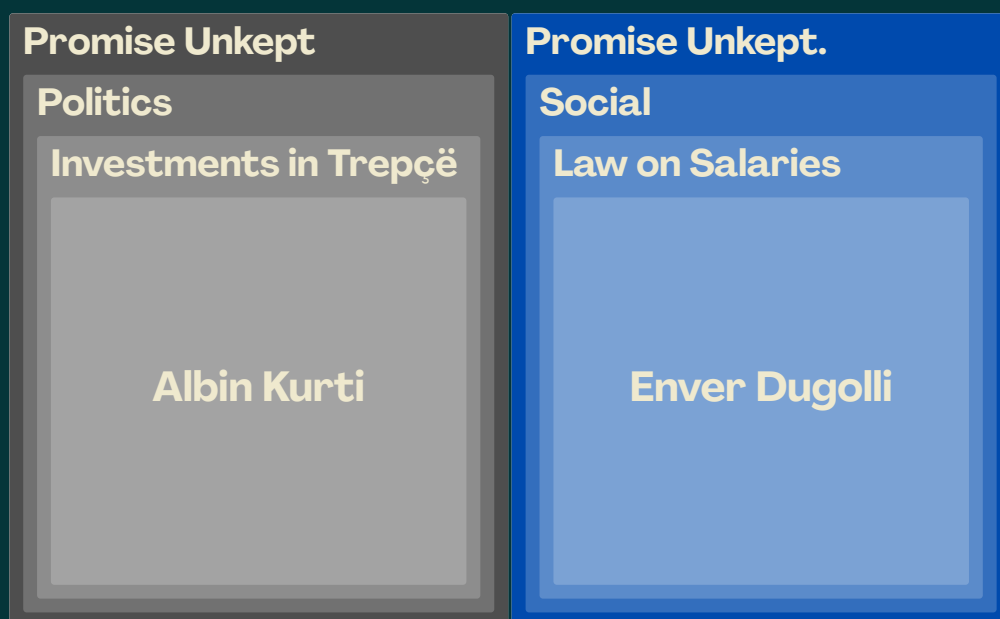 Promise Unkept
Politics
Investments in Trepçë
Albin Kurti
Promise Unkept.
Social
Law on Salaries
Enver Dugolli